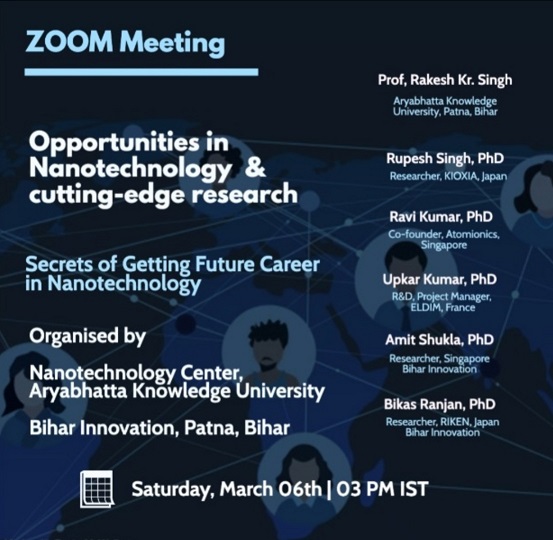 ZOOM Meeting
Opportunities in
Nanotechnology &
cutting-edge research
Secrets of Getting Future Career
in Nanotechnology
Organised by
Nanotechnology Center,
Aryabhatta Knowledge University
Bihar Innovation, Patna, Bihar
Prof, Rakesh Kr. Singh
Aryabhatta Knowledge
University, Patna, Bihar
Rupesh Singh, PhD
Researcher, KIOXIA, Japan
Ravi Kumar, PhD
Co-founder, Atomionics,
Singapore
Upkar Kumar, PhD
R&D, Project Manager,
ELDIM, France
Amit Shukla, PhD
Researcher, Singapore
Bihar Innovation
Bikas Ranjan, PhD
Researcher, RIKEN, Japan
Bihar Innovation
Saturday, March 06th | 03 PM IST